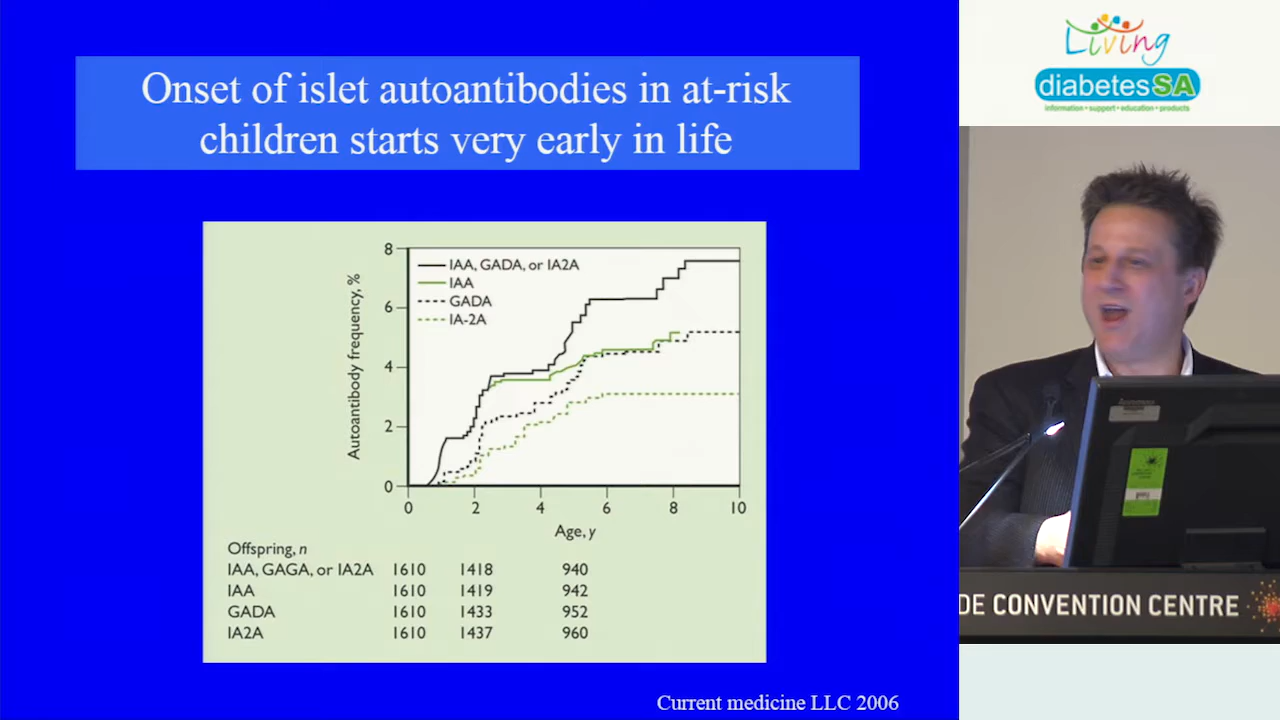 Onset of islet autoantibodies in at-risk
children starts very early in life
8
6
4
2
0
Autoantibody frequency, %
IAA, GADA, or IA2A
IAA
GADA
IA-2A
0 2 4 6 8 10
Age, y
Offspring, n
IAA, GAGA, or IA2A 1610 1418 940
IAA 1610 1419 942
GADA 1610 1433 952
IA2A 1610 1437 960
Current medicine LLC 2006
Living
diabetesSA
information • support • education • products
DE CONVENTION CENTRE